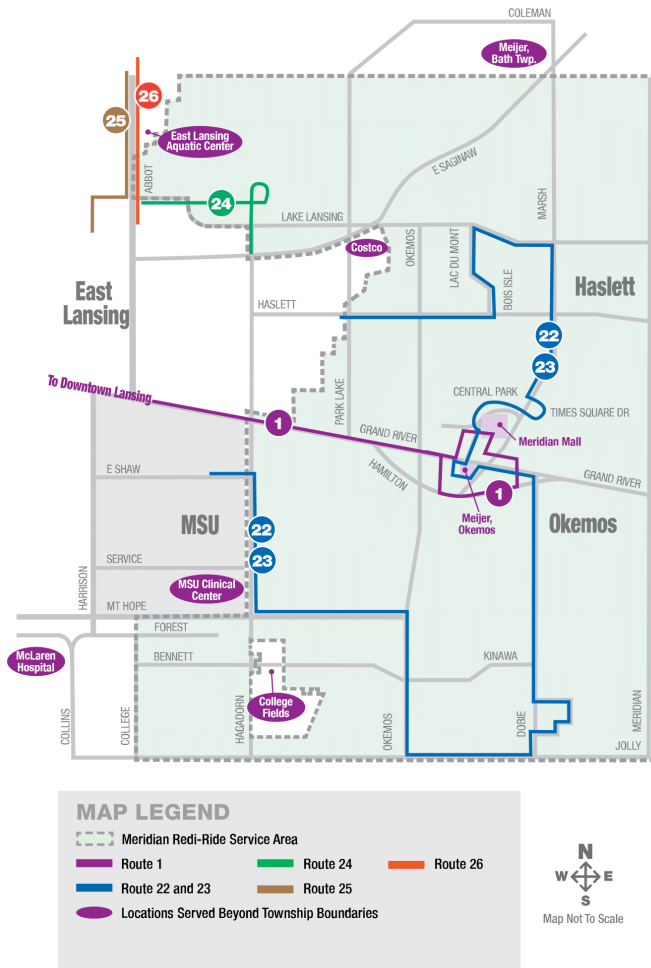 COLEMAN
Meijer,
Bath Twp.
26
25
East Lansing
Aquatic Center
E SAGINAW
ABBOT
MARSH
24
LAKE LANSING
Costco
OKEMOS
LAC DU MONT
BOIS ISLE
Haslett
East
Lansing
HASLETT
22
23
To Downtown Lansing
PARK LAKE
CENTRAL PARK
TIMES SQUARE DR
1
GRAND RIVER
Meridian Mall
E SHAW
HAMILTON
GRAND RIVER
1
Meijer,
Okemos
Okemos
MSU
22
23
SERVICE
HARRISON
MSU Clinical
Center
MT HOPE
FOREST
McLaren
Hospital
BENNETT
KINAWA
College
Fields
COLLINS
COLLEGE
HAGADORN
OKEMOS
DOBIE
MERIDIAN
JOLLY
MAP LEGEND
Meridian Redi-Ride Service Area
Route 1
Route 24
Route 26
Route 22 and 23
Route 25
Locations Served Beyond Township Boundaries
N
W E
S
Map Not To Scale